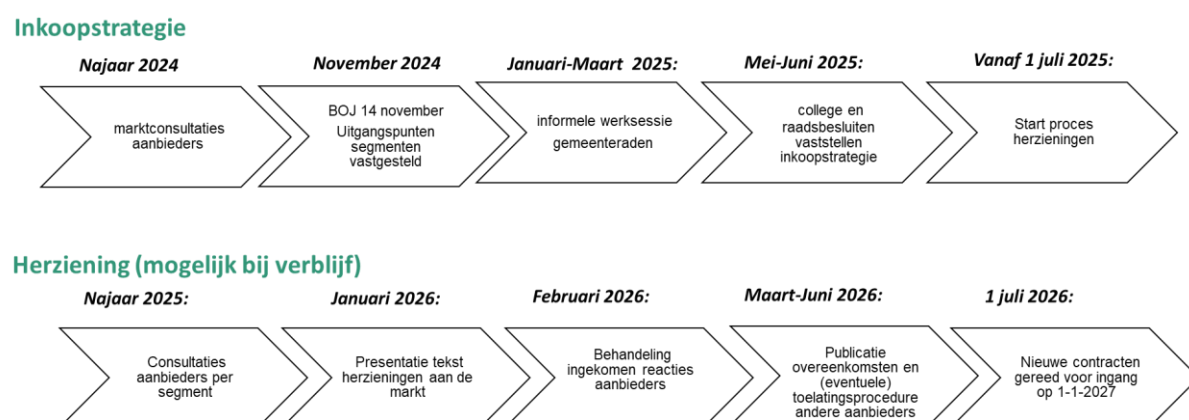 Inkoopstrategie
Najaar 2024
November 2024
Januari-Maart 2025:
Mei-Juni 2025:
Vanaf 1 juli 2025:
marktconsultaties
aanbieders
BOJ 14 november
Uitgangspunten
segmenten
vastgesteld
informele werksessie
gemeenteraden
college en
raadsbesluiten
vaststellen
inkoopstrategie
Start proces
herzieningen
Herziening (mogelijk bij verblijf)
Najaar 2025:
Januari 2026:
Februari 2026:
Maart-Juni 2026:
1 juli 2026:
Consultaties
aanbieders per
segment
Presentatie tekst
herzieningen aan de
markt
Behandeling
ingekomen reacties
aanbieders
Publicatie
overeenkomsten en
(eventuele)
toelatingsprocedure
andere aanbieders
Nieuwe contracten
gereed voor ingang
op 1-1-2027